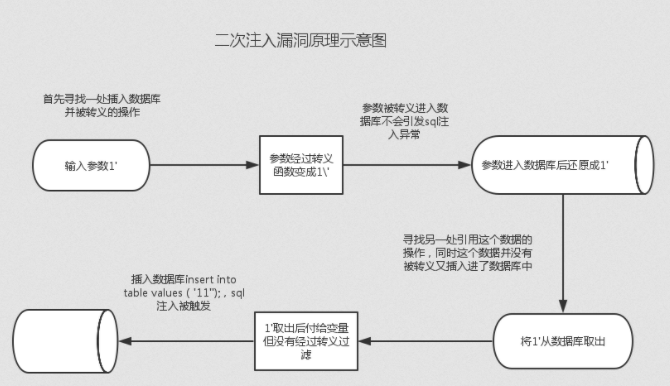 二次注入漏洞原理示意图
首先寻找一处插入数据库
并被转义的操作
参数被转义进入数
据库不会引发sql注
入异常
输入参数1'
参数经过转义
函数变成1\'
参数进入数据库后还原成1'
寻找另一处引用这个数据的
操作，同时这个数据并没有
被转义又插入进了数据库中
插入数据库insert into
table values ( '11'');, sql
注入被触发
1'取出后付给变量
但没有经过转义过
滤
将1'从数据库取出